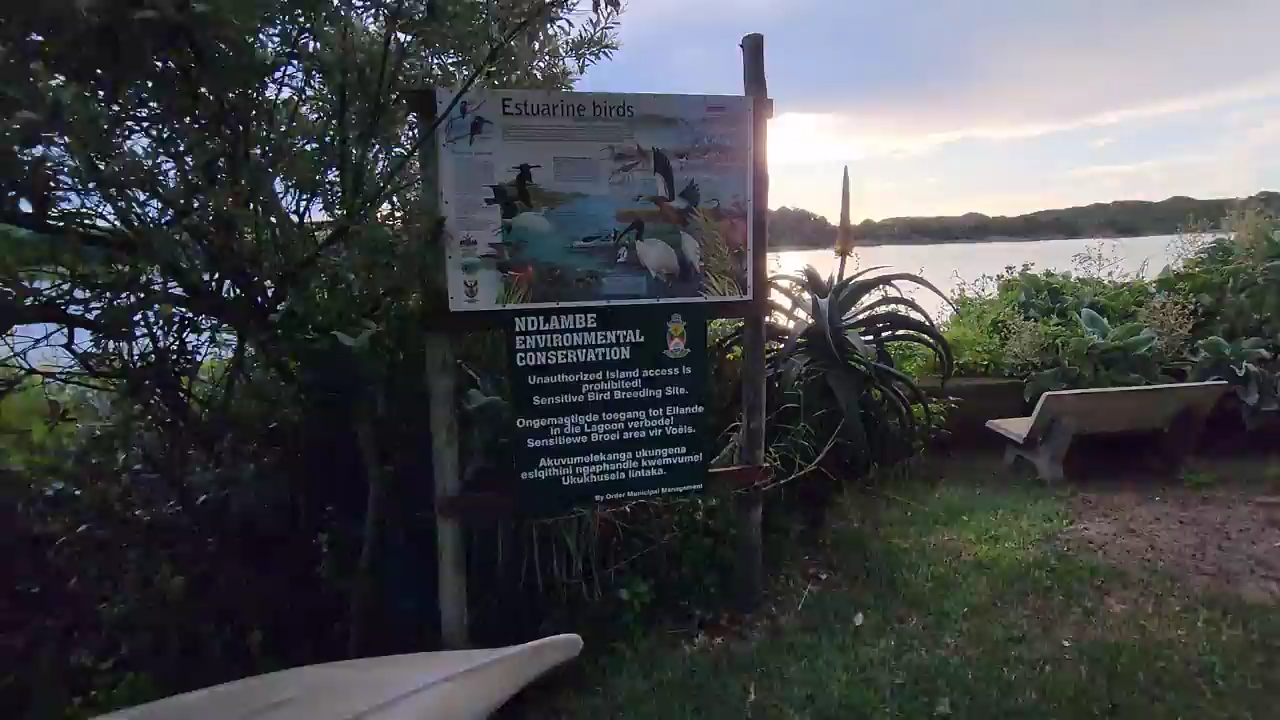 Estuarine birds
NDLAMBE
ENVIRONMENTAL
CONSERVATION
Unauthorized Island access is
prohibited!
Sensitive Bird Breeding Site.
Ongemagtigde toegang tot Eilande
in die Lagoon verbode!
Sensitiewe Broei area vir Voëls.
Akuvumelekanga ukungena
esiqithini ngaphandle kwemvume!
Ukukhusela Iintaka.
By Order Municipal Management